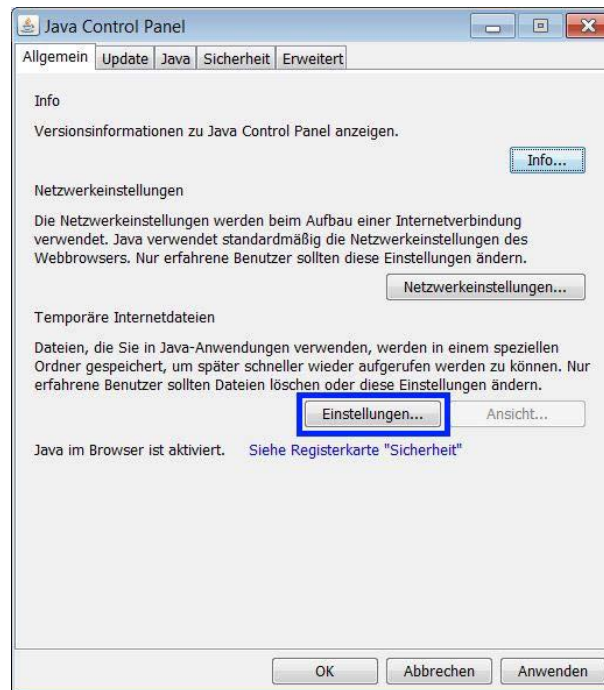 Java Control Panel
Allgemein Update Java Sicherheit Erweitert
Info
Versionsinformationen zu Java Control Panel anzeigen.
Info...
Netzwerkeinstellungen
Die Netzwerkeinstellungen werden beim Aufbau einer Internetverbindung
verwendet. Java verwendet standardmäßig die Netzwerkeinstellungen des
Webbrowsers. Nur erfahrene Benutzer sollten diese Einstellungen ändern.
Netzwerkeinstellungen...
Temporäre Internetdateien
Dateien, die Sie in Java-Anwendungen verwenden, werden in einem speziellen
Ordner gespeichert, um später schneller wieder aufgerufen werden zu können. Nur
erfahrene Benutzer sollten Dateien löschen oder diese Einstellungen ändern.
Einstellungen... Ansicht...
Java im Browser ist aktiviert. Siehe Registerkarte "Sicherheit"
OK Abbrechen Anwenden